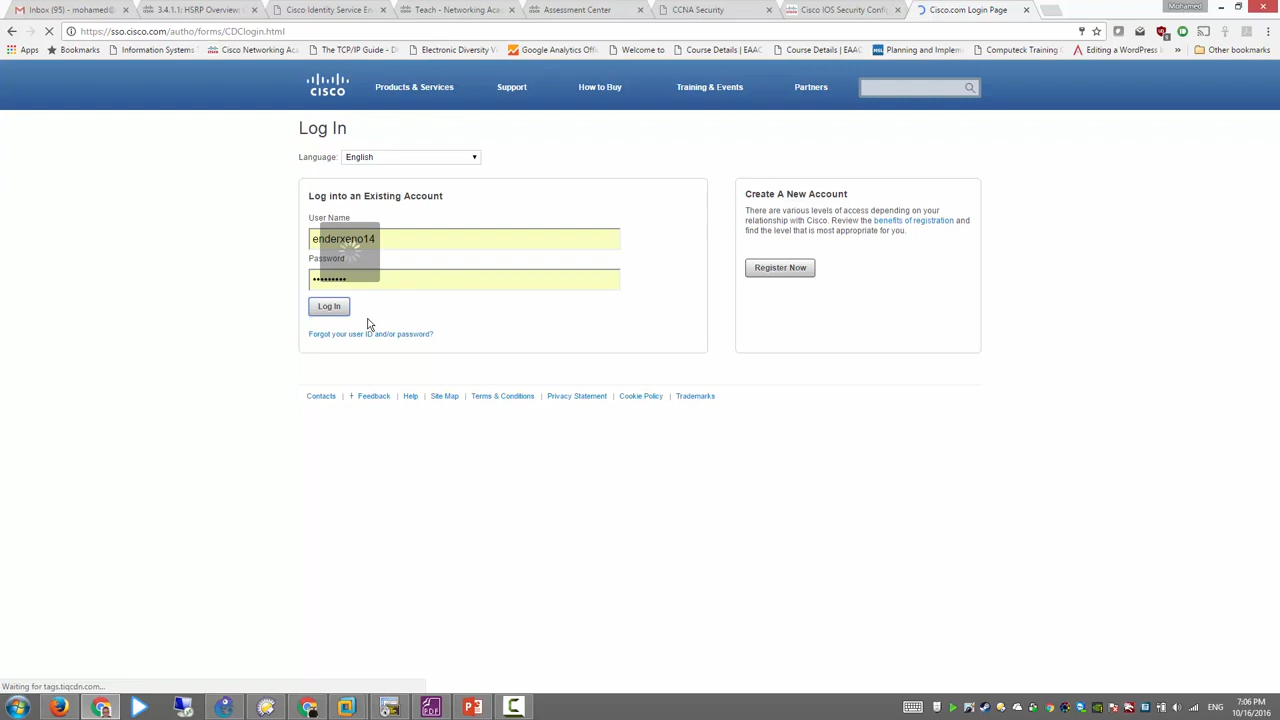 Inbox (95) - mohamed@
3.4.1.1: HSRP Overview
Cisco Identity Service En
Teach - Networking Acad
Assessment Center
CCNA Security
Cisco IOS Security Config
Cisco.com Login Page
Mohamed
https://sso.cisco.com/autho/forms/CDClogin.html
Apps
Bookmarks
Information Systems
Cisco Networking Aca
The TCP/IP Guide -
Electronic Diversity Vi
Google Analytics Offi
Welcome to
Course Details | EAAC
Course Details | EAAC
Planning and Implem
Computeck Training
Editing a WordPress
»
Other bookmarks
CISCO
Products & Services
Support
How to Buy
Training & Events
Partners
Log In
Language:
English
Log into an Existing Account
User Name
enderxeno14
Password
•••••••••
Log In
Forgot your user ID and/or password?
Create A New Account
There are various levels of access depending on your
relationship with Cisco. Review the benefits of registration and
find the level that is most appropriate for you.
Register Now
Contacts | + Feedback | Help | Site Map | Terms & Conditions | Privacy Statement | Cookie Policy | Trademarks
Waiting for tags.tiqcdn.com...
ENG
7:06 PM
10/16/2016